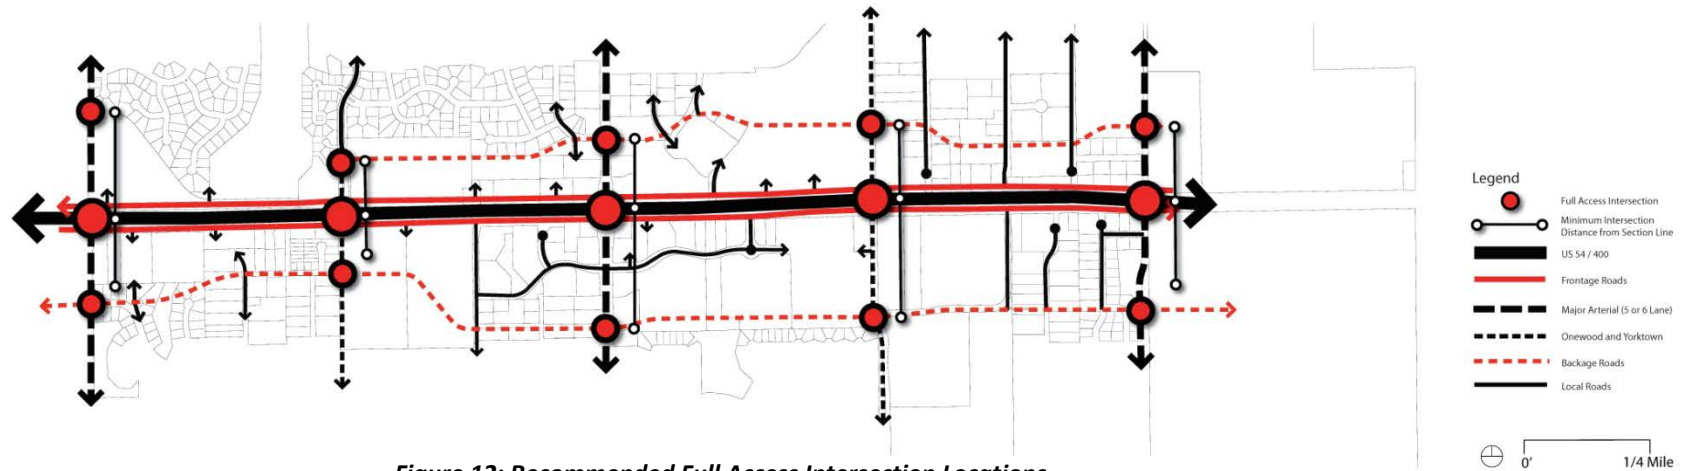 Legend
Full Access Intersection
Minimum Intersection
Distance from Section Line
US 54 / 400
Frontage Roads
Major Arterial (5 or 6 Lane)
Onewood and Yorktown
Backage Roads
Local Roads
0' 1/4 Mile
Figure 12: Recommended Full Access Intersection Locations